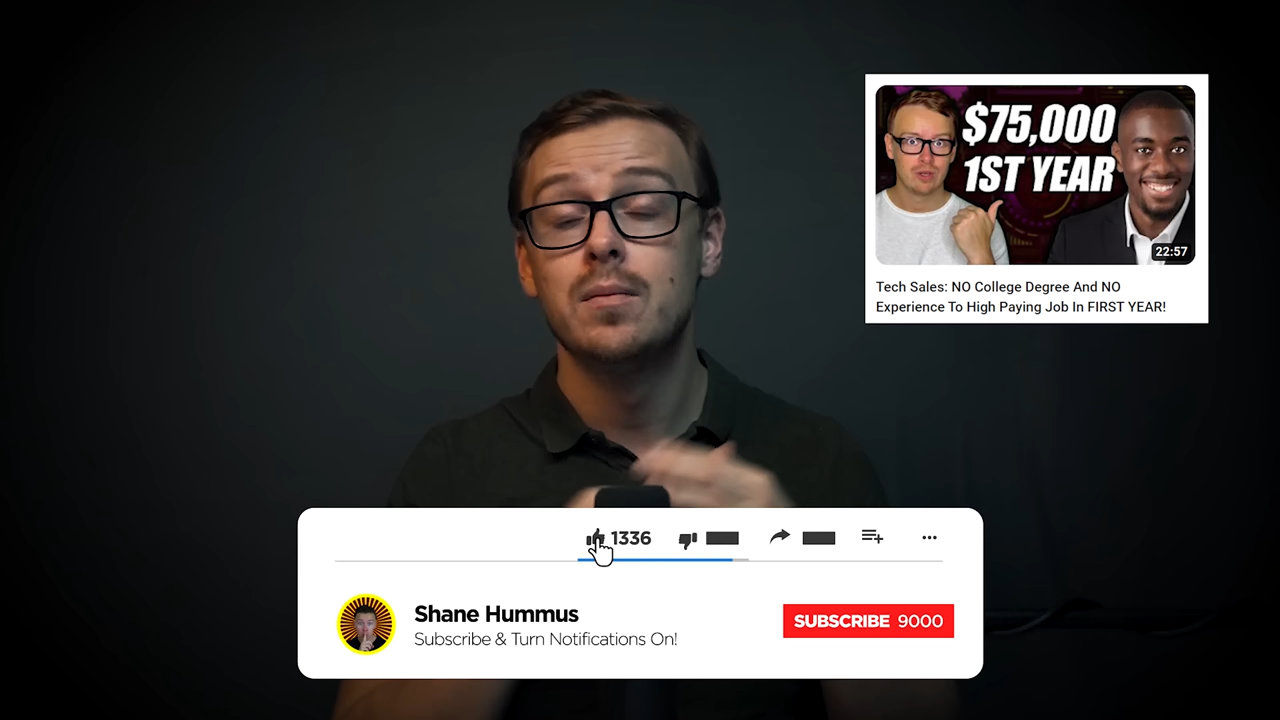 $75,000
1ST YEAR
22:57
Tech Sales: NO College Degree And NO
Experience To High Paying Job In FIRST YEAR!
1336
Shane Hummus
Subscribe & Turn Notifications On!
SUBSCRIBE 9000